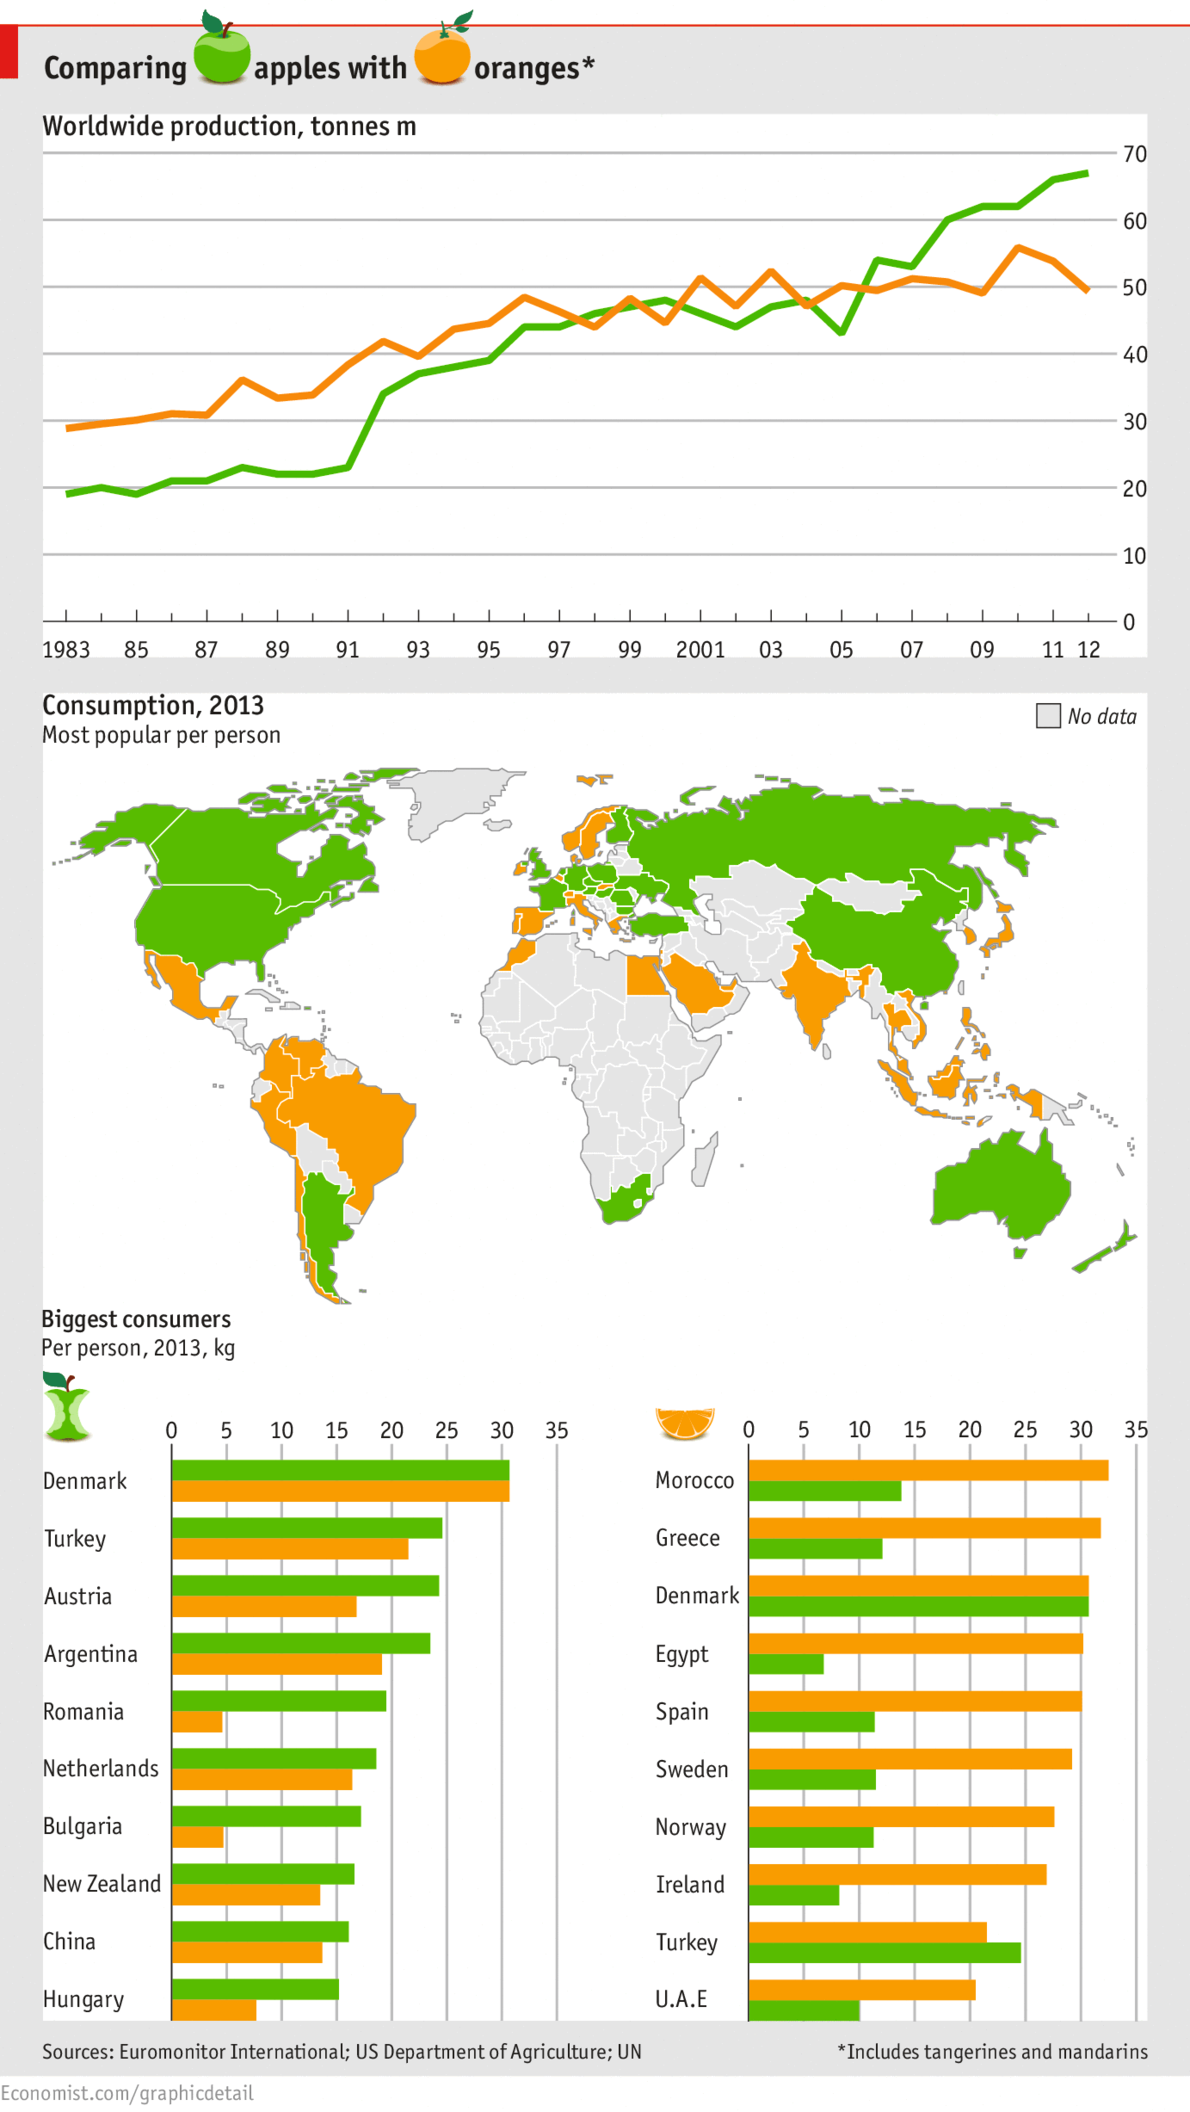 Comparing apples with oranges*
Worldwide production, tonnes m
70
60
50
40
30
20
10
0
1983 85 87 89 91 93 95 97 99 2001 03 05 07 09 11 12
Consumption, 2013
Most popular per person
No data
Biggest consumers
Per person, 2013, kg
0 5 10 15 20 25 30 35
Denmark
Turkey
Austria
Argentina
Romania
Netherlands
Bulgaria
New Zealand
China
Hungary
0 5 10 15 20 25 30 35
Morocco
Greece
Denmark
Egypt
Spain
Sweden
Norway
Ireland
Turkey
U.A.E
Sources: Euromonitor International; US Department of Agriculture; UN
*Includes tangerines and mandarins
Economist.com/graphicdetail